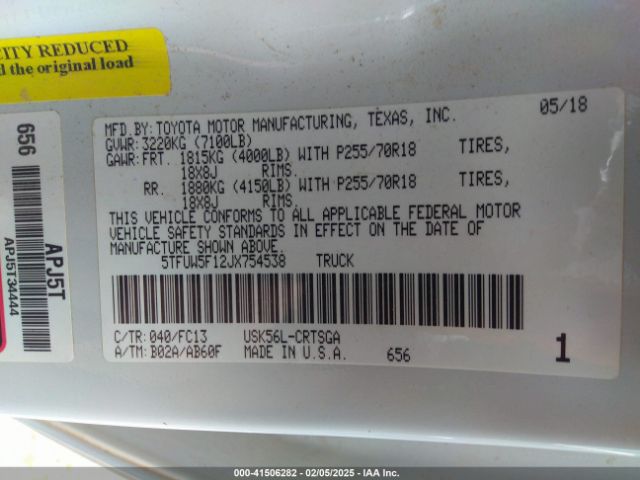 CITY REDUCED
d the original load
656
APJ5T
APJ5T34444
MFD.BY: TOYOTA MOTOR MANUFACTURING, TEXAS, INC. 05/18
GVWR: 3220KG (7100LB)
GAWR: FRT. 1815KG (4000LB) WITH P255/70R18 TIRES,
18X8J RIMS.
RR. 1880KG (4150LB) WITH P255/70R18 TIRES,
18X8J RIMS.
THIS VEHICLE CONFORMS TO ALL APPLICABLE FEDERAL MOTOR
VEHICLE SAFETY STANDARDS IN EFFECT ON THE DATE OF
MANUFACTURE SHOWN ABOVE.
5TFUW5F12JX754538 TRUCK
C/TR: 040/FC13 USK56L-CRTSGA
A/TM: B02A/AB60F MADE IN U.S.A. 656 1
000-41506282 - 02/05/2025 - IAA Inc.